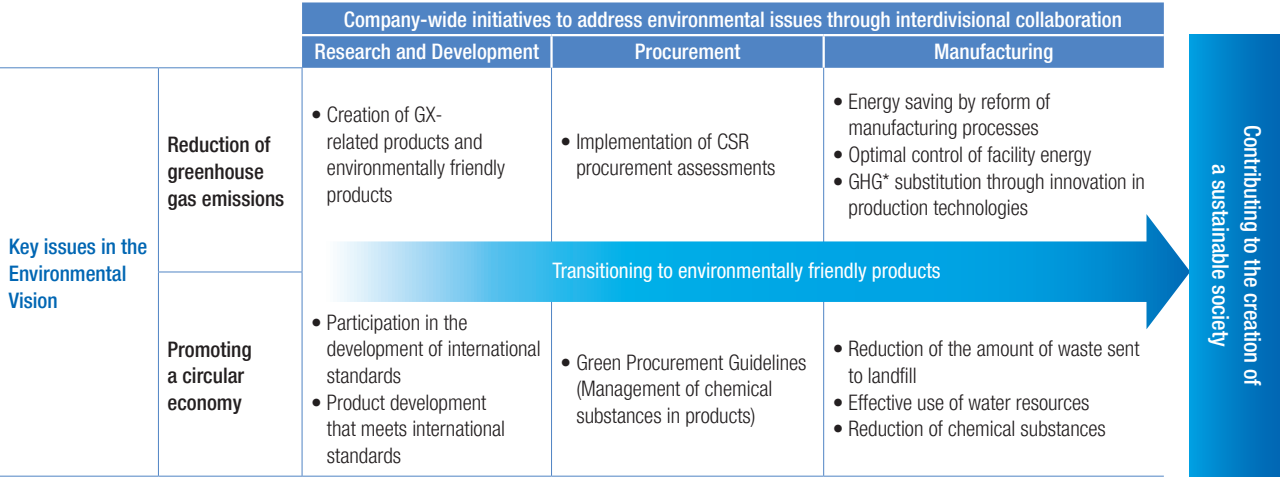 Company-wide initiatives to address environmental issues through interdivisional collaboration
Research and Development
Procurement
Manufacturing
Key issues in the
Environmental
Vision
Reduction of
greenhouse
gas emissions
• Creation of GX-
related products and
environmentally friendly
products
• Implementation of CSR
procurement assessments
• Energy saving by reform of
manufacturing processes
• Optimal control of facility energy
• GHG* substitution through innovation in
production technologies
Transitioning to environmentally friendly products
Promoting
a circular
economy
• Participation in the
development of international
standards
• Product development
that meets international
standards
• Green Procurement Guidelines
(Management of chemical
substances in products)
• Reduction of the amount of waste sent
to landfill
• Effective use of water resources
• Reduction of chemical substances
Contributing to the creation of
a sustainable society